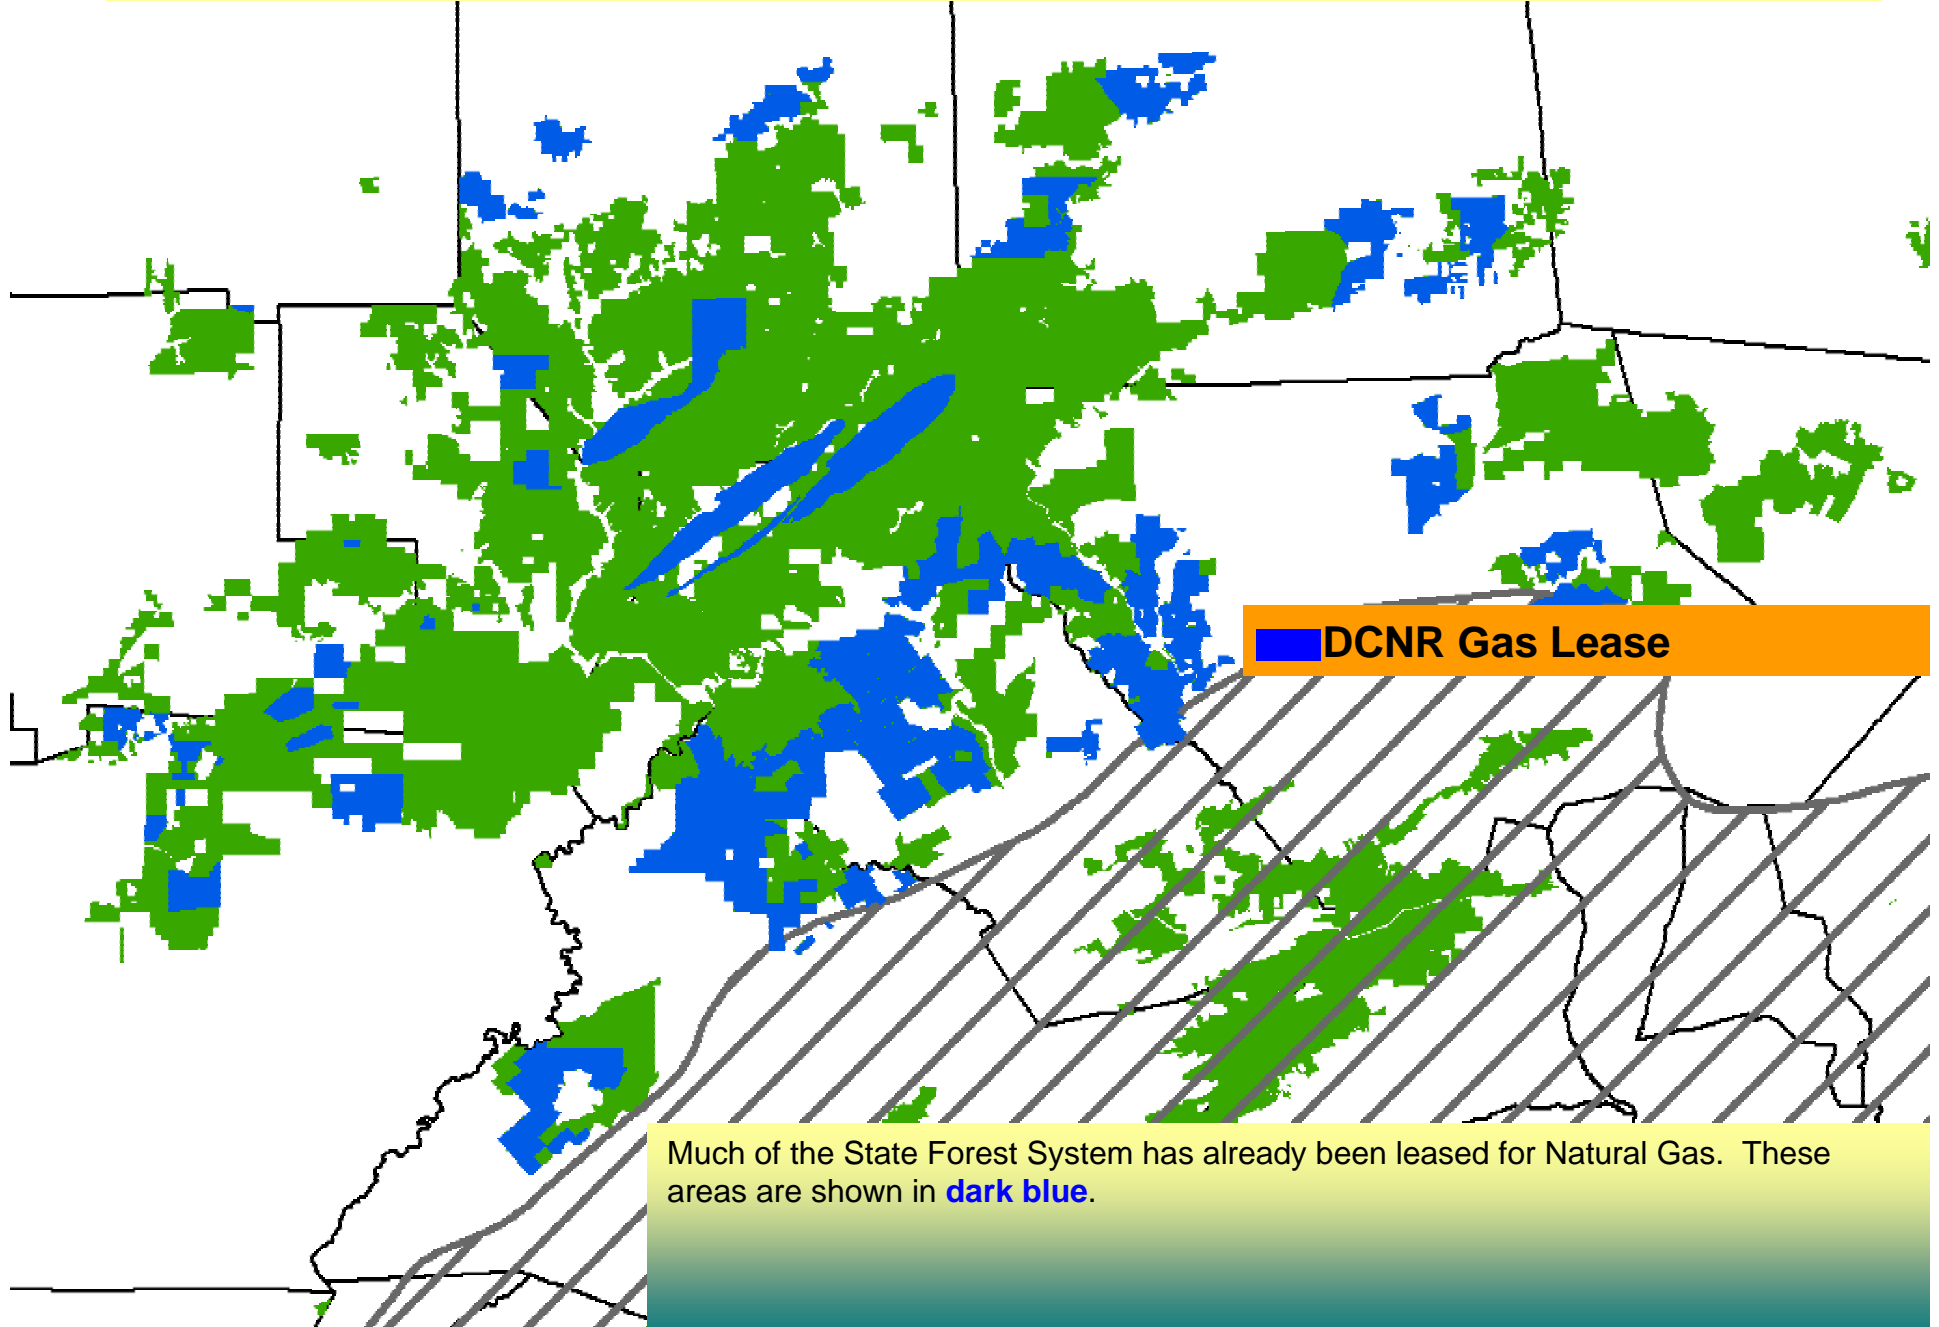 DCNR Gas Lease
Much of the State Forest System has already been leased for Natural Gas.  These
areas are shown in dark blue.